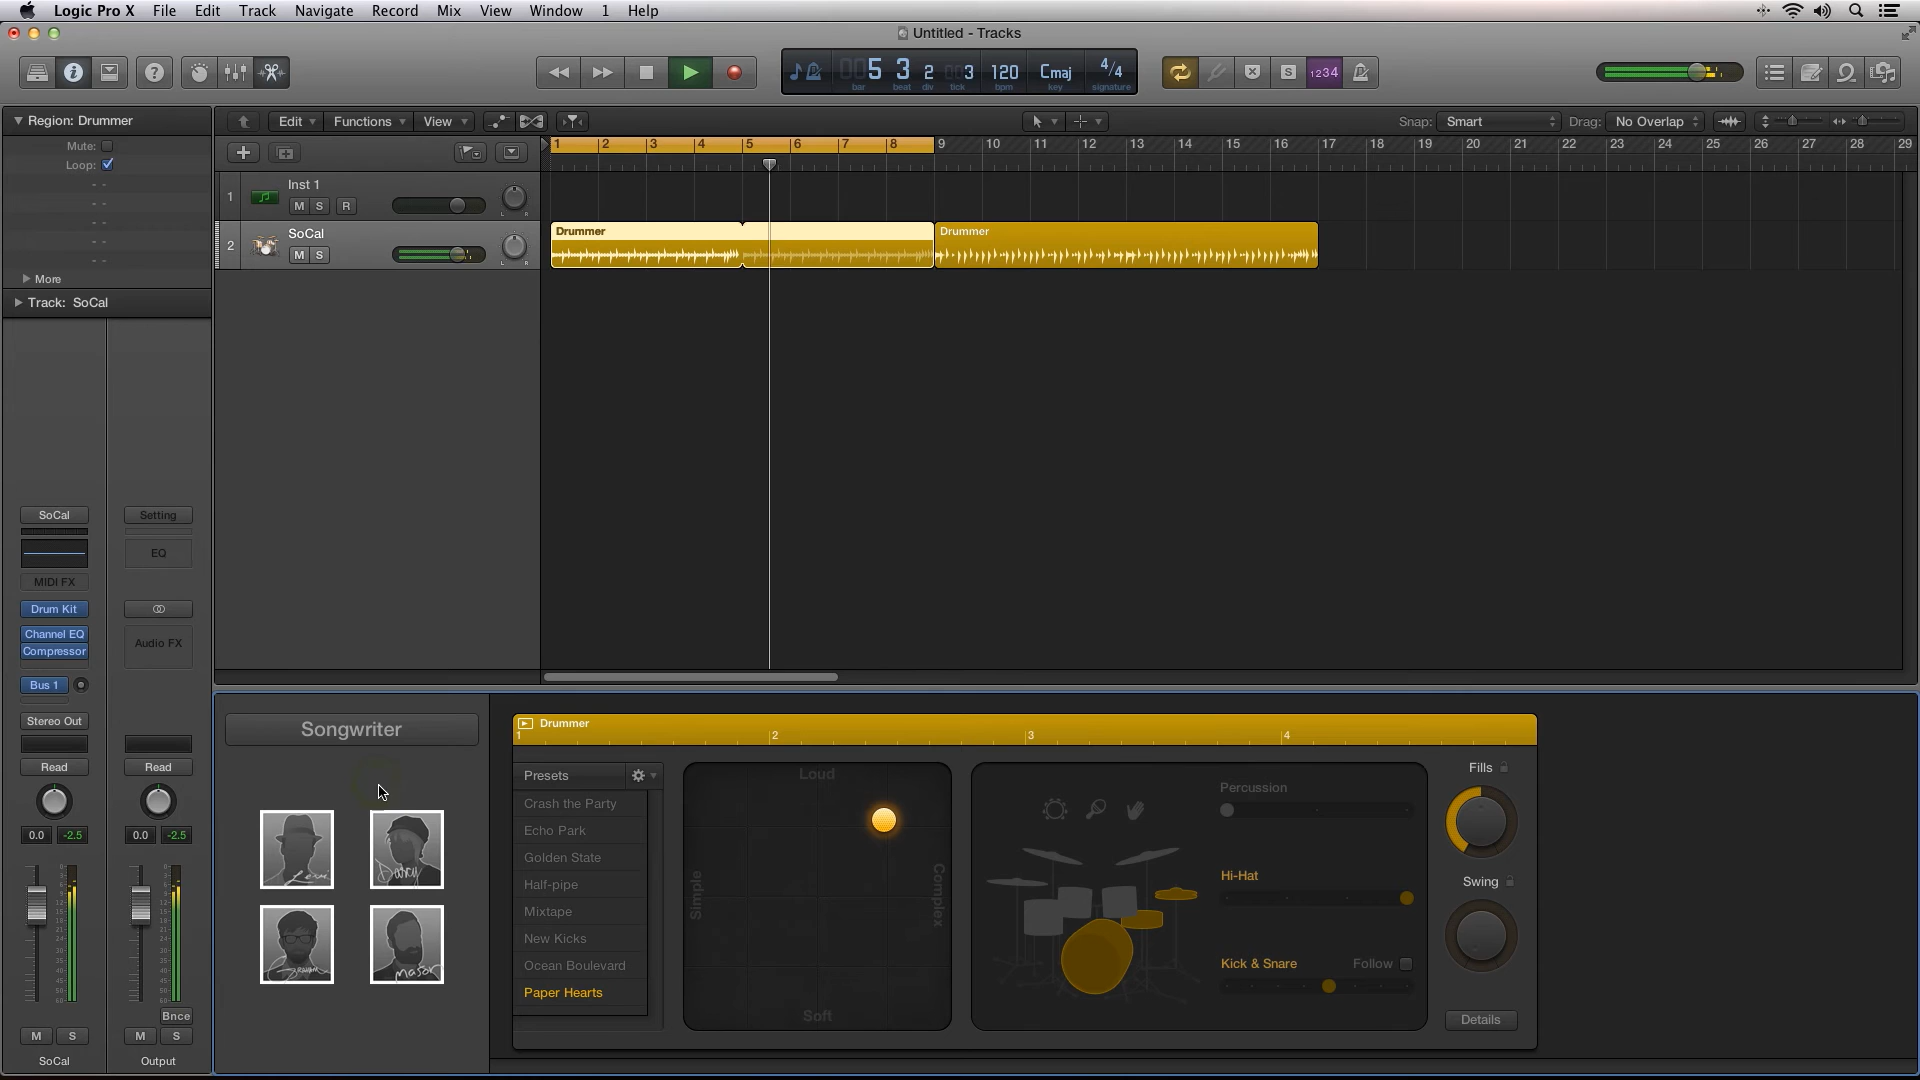 Logic Pro X File Edit Track Navigate Record Mix View Window 1 Help
Untitled - Tracks
5 3 2 3 120 Cmaj 4/4
bar beat div tick bpm key signature
S 1234
Region: Drummer
Mute:
Loop:
More
Track: SoCal
Edit Functions View
Snap: Smart Drag: No Overlap
1 2 3 4 5 6 7 8 9 10 11 12 13 14 15 16 17 18 19 20 21 22 23 24 25 26 27 28 29
1 Inst 1
M S R
2 SoCal
M S
Drummer Drummer
SoCal Setting
EQ
MIDI FX
Drum Kit
Channel EQ
Compressor
Audio FX
Bus 1
Stereo Out
Read Read
0.0 -2.5 0.0 -2.5
Bnce
M S M S
SoCal Output
Songwriter
Levi Darcy
Graham mason
Drummer
1 2 3 4
Presets
Crash the Party
Echo Park
Golden State
Half-pipe
Mixtape
New Kicks
Ocean Boulevard
Paper Hearts
Loud
Simple
Complex
Soft
Percussion
Hi-Hat
Kick & Snare Follow
Fills
Swing
Details